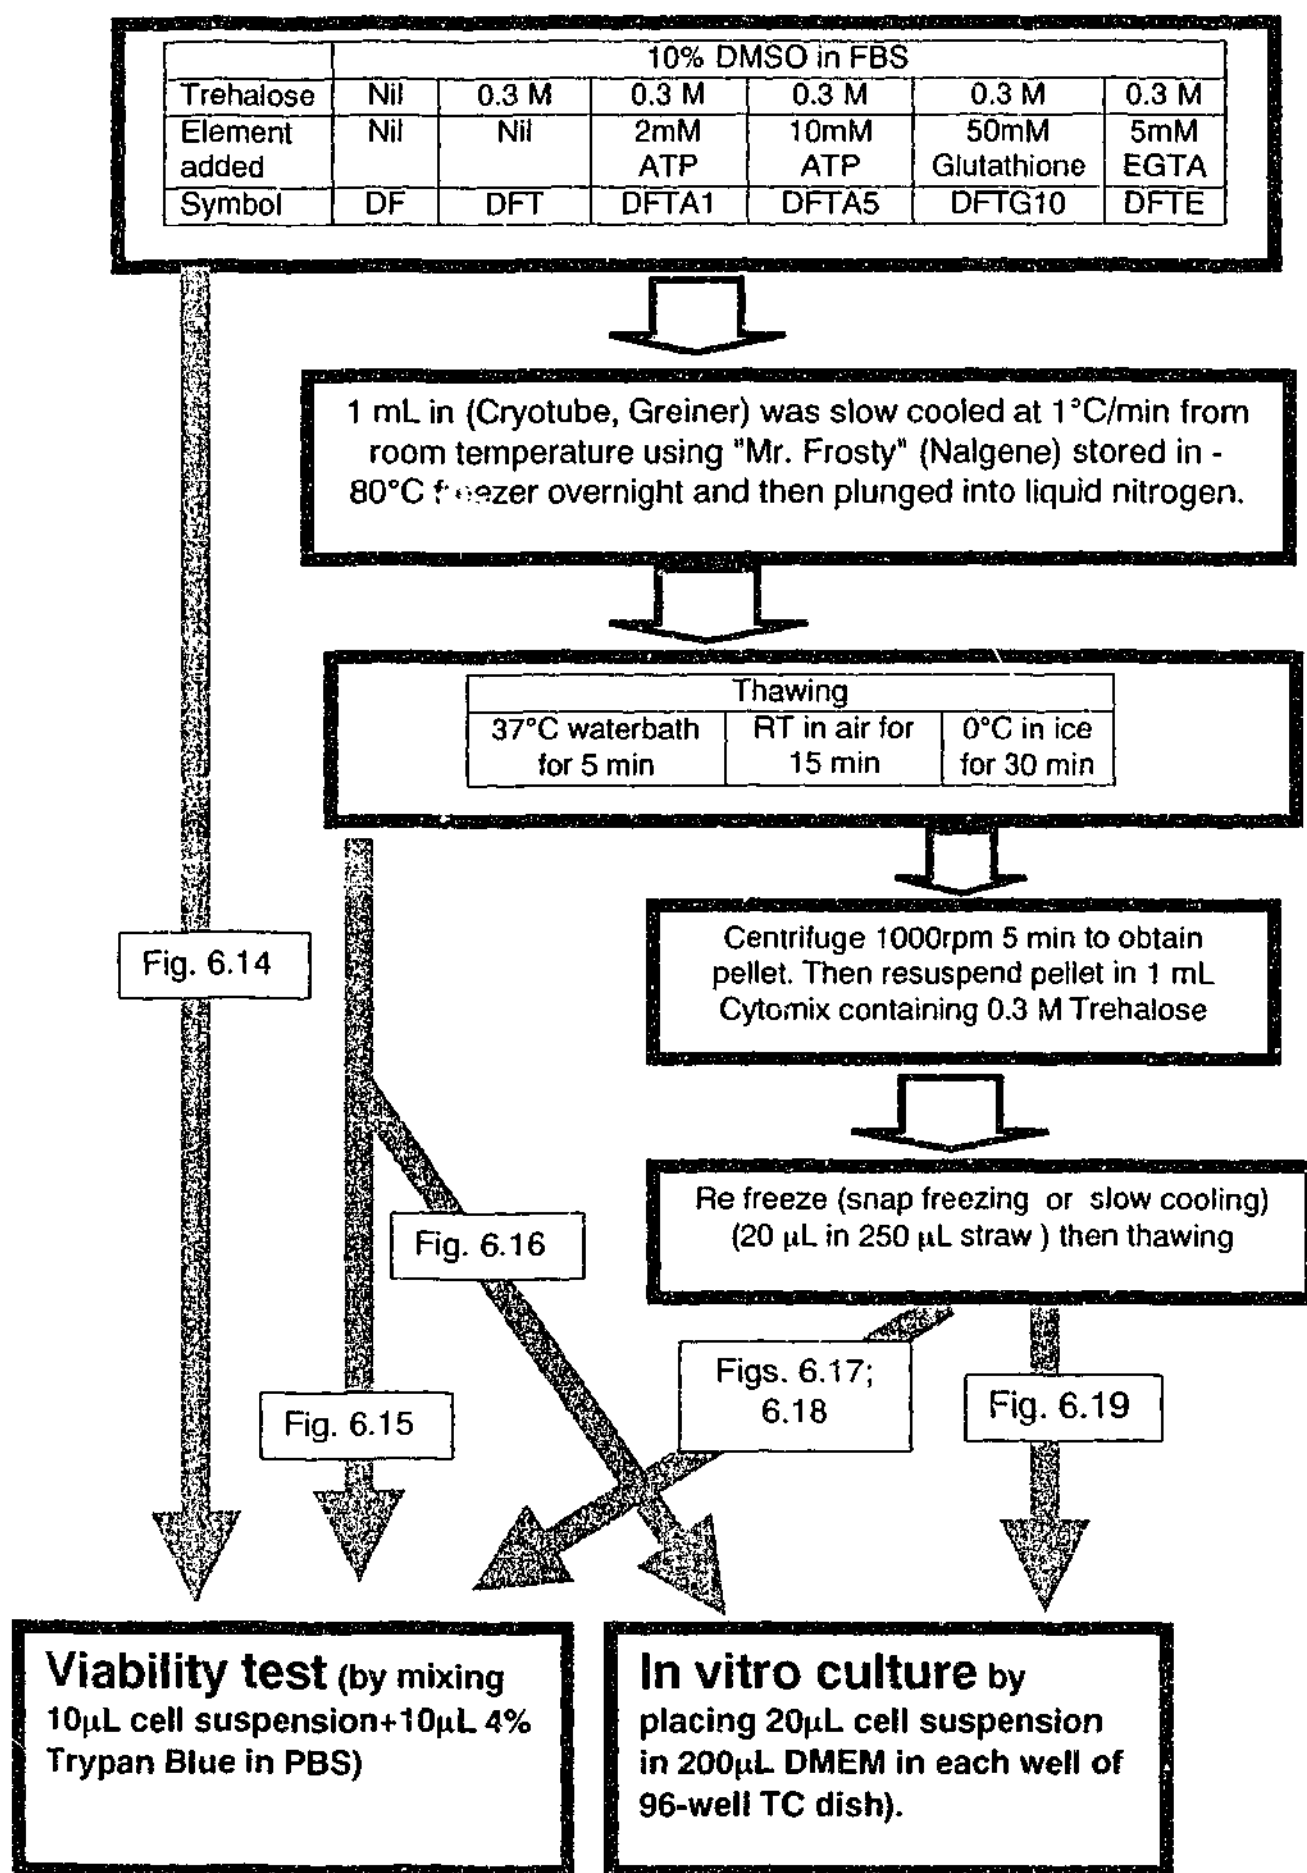 10% DMSO in FBS
Trehalose Nil 0.3 M 0.3 M 0.3 M 0.3 M 0.3 M
Element Nil Nil 2mM 10mM 50mM 5mM
added ATP ATP Glutathione EGTA
Symbol DF DFT DFTA1 DFTA5 DFTG10 DFTE
1 mL in (Cryotube, Greiner) was slow cooled at 1°C/min from
room temperature using "Mr. Frosty" (Nalgene) stored in -
80°C overnight and then plunged into liquid nitrogen.
Thawing
37°C waterbath RT in air for 0°C in ice
for 5 min 15 min for 30 min
Centrifuge 1000rpm 5 min to obtain
pellet. Then resuspend pellet in 1 mL
Cytomix containing 0.3 M Trehalose
Fig. 6.14
Re freeze (snap freezing or slow cooling)
(20 µL in 250 µL straw ) then thawing
Fig. 6.16
Figs. 6.17;
6.18
Fig. 6.19
Fig. 6.15
Viability test (by mixing
10µL cell suspension+10µL 4%
Trypan Blue in PBS)
In vitro culture by
placing 20µL cell suspension
in 200µL DMEM in each well of
96-well TC dish).